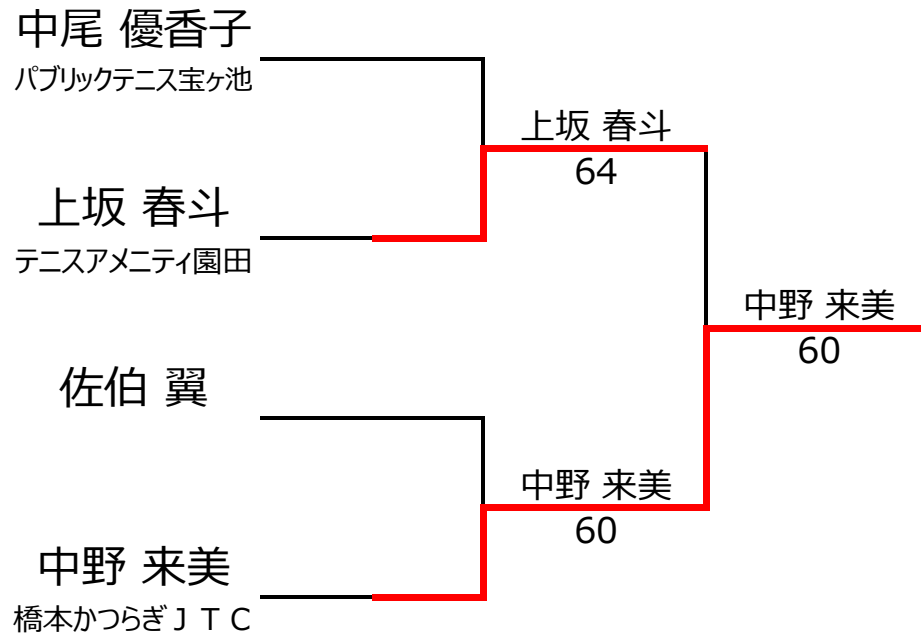 中尾 優香子
パブリックテニス宝ヶ池
上坂 春斗
64
上坂 春斗
テニスアメニティ園田
中野 来美
60
佐伯 翼
中野 来美
60
中野 来美
橋本かつらぎＪＴＣ